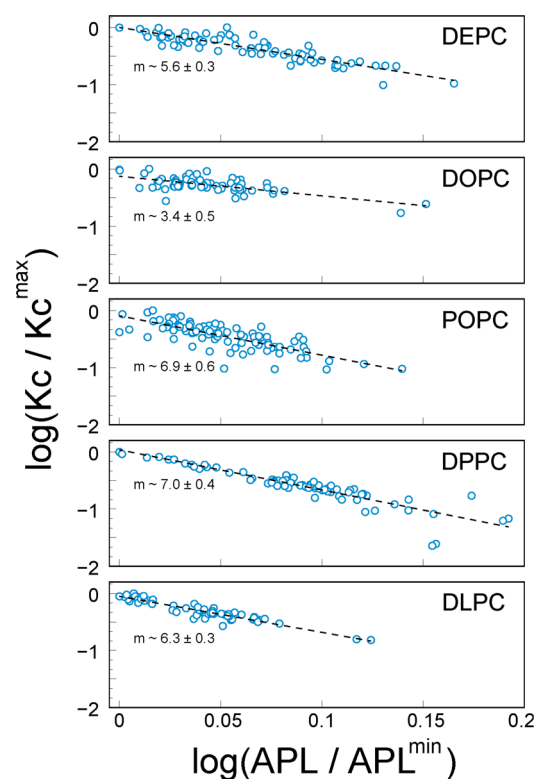 0
DEPC
-1
m ~ 5.6 ± 0.3
-2
0
DOPC
-1
m ~ 3.4 ± 0.5
-2
0
POPC
-1
m ~ 6.9 ± 0.6
-2
0
DPPC
m ~ 7.0 ± 0.4
-1
-2
0
DLPC
m ~ 6.3 ± 0.3
-1
-2
0 0.05 0.1 0.15 0.2
log(Kc / Kc^max)
log(APL / APL^min)